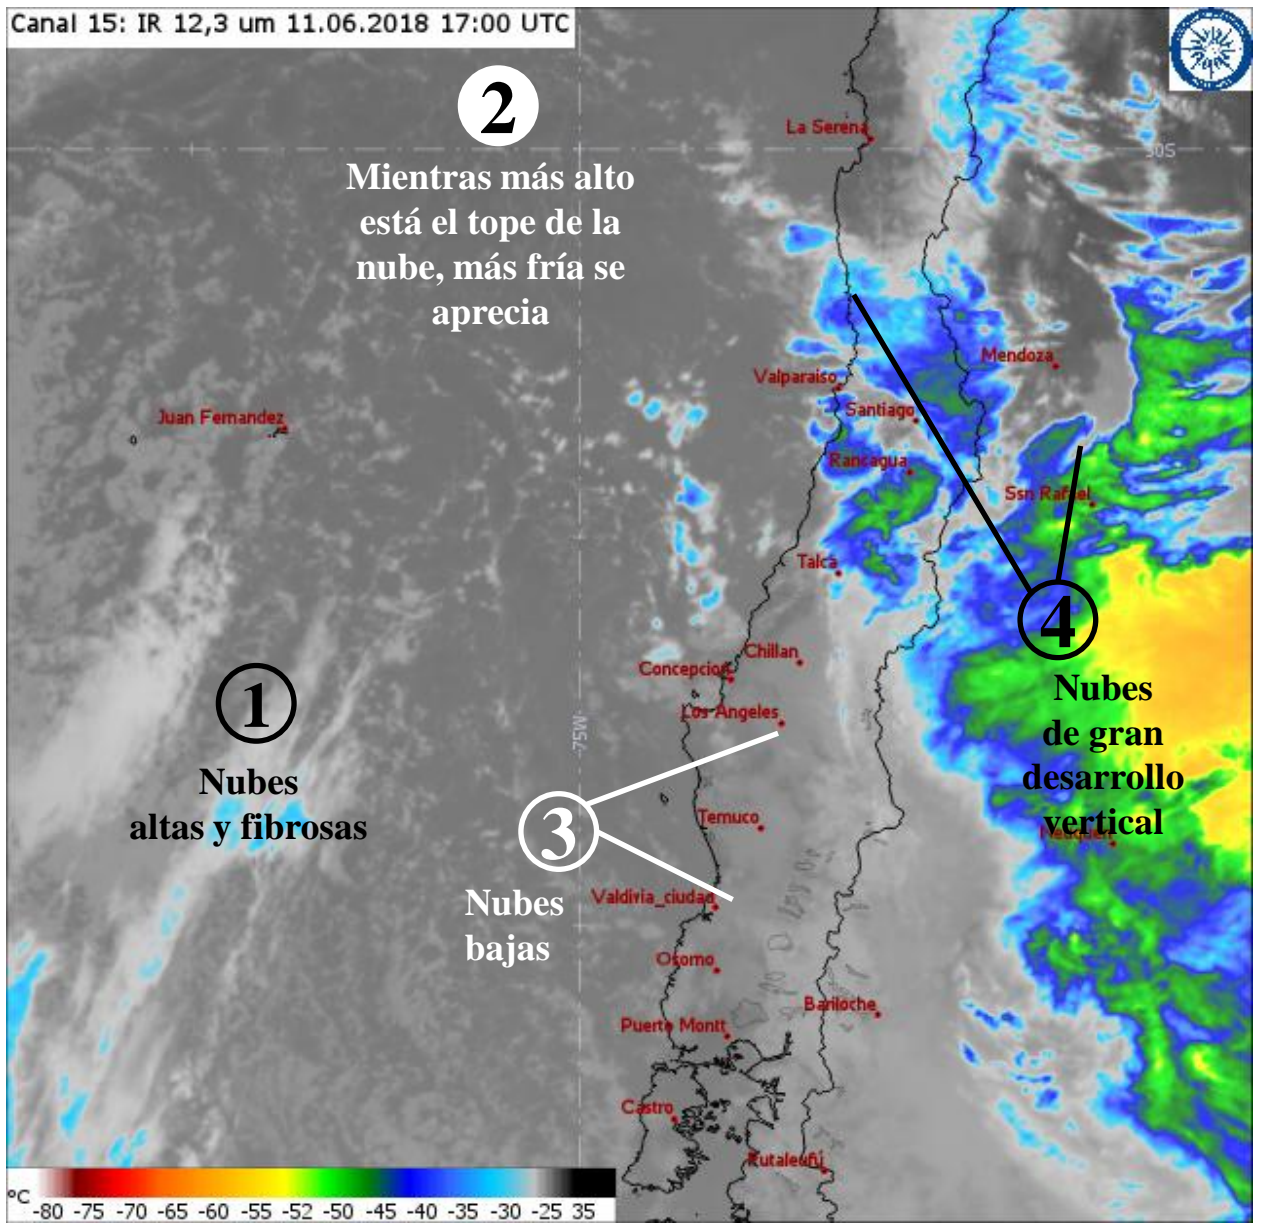 Canal 15: IR 12,3 um 11.06.2018 17:00 UTC
2
Mientras más alto
está el tope de la
nube, más fría se
aprecia
La Serena
30S
Mendoza
Valparaiso
Santiago
Juan Fernandez
Rancagua
Ssn Rafael
Talca
4
Nubes
de gran
desarrollo
vertical
Chillan
Concepcion
Los Angeles
-75W-
1
Nubes
altas y fibrosas
3
Nubes
bajas
Temuco
Neuquen
Valdivia_ciudad
Osorno
Bariloche
Puerto Montt
Castro
Futaleufu
°C -80 -75 -70 -65 -60 -55 -52 -50 -45 -40 -35 -30 -25 35